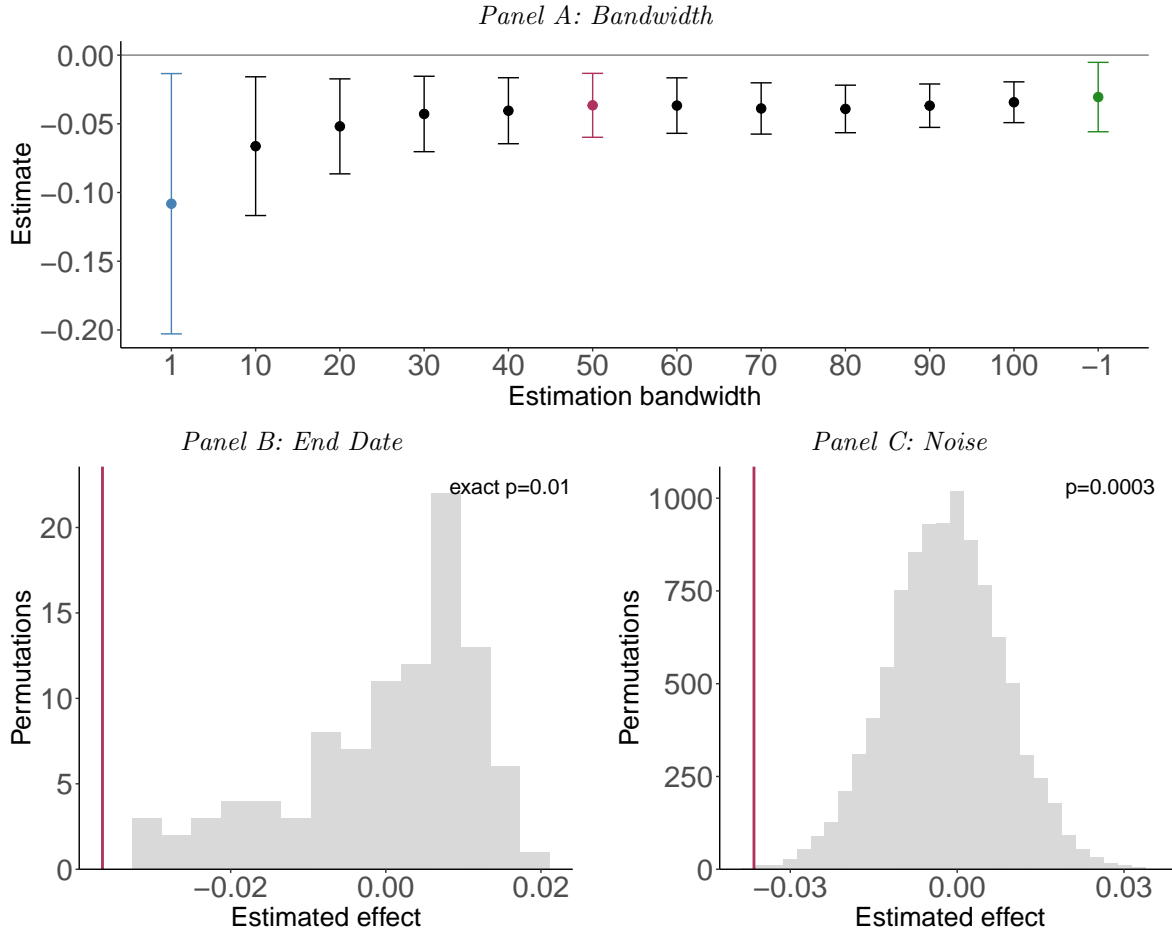 Panel A: Bandwidth
Estimate
0.00
−0.05
−0.10
−0.15
−0.20
1 10 20 30 40 50 60 70 80 90 100 −1
Estimation bandwidth
Panel B: End Date
exact p=0.01
Permutations
20
15
10
5
0
−0.02 0.00 0.02
Estimated effect
Panel C: Noise
p=0.0003
Permutations
1000
750
500
250
0
−0.03 0.00 0.03
Estimated effect